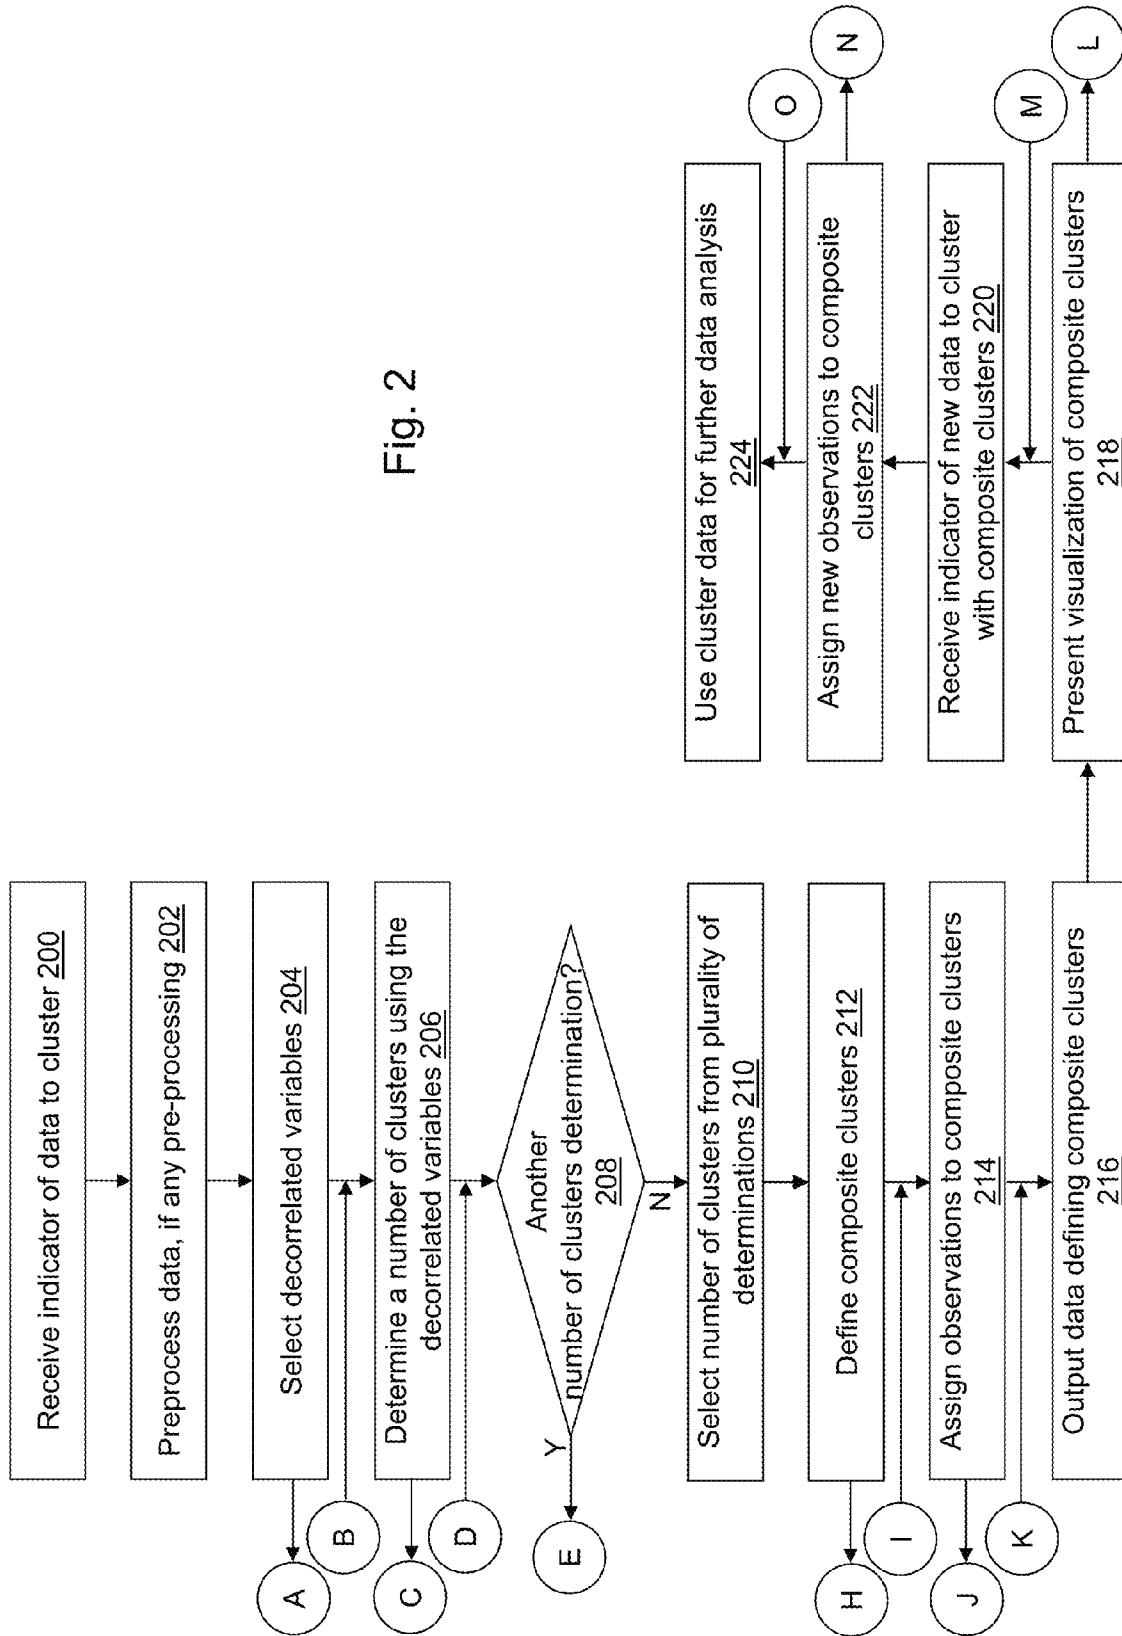 Receive indicator of data to cluster 200
Preprocess data, if any pre-processing 202
Select decorrelated variables 204
A
B
Determine a number of clusters using the
decorrelated variables 206
C
D
Another
number of clusters determination?
208
Y
E
N
Select number of clusters from plurality of
determinations 210
Define composite clusters 212
H
I
Assign observations to composite clusters
214
J
K
Output data defining composite clusters
216
Present visualization of composite clusters
218
L
M
Receive indicator of new data to cluster
with composite clusters 220
Assign new observations to composite
clusters 222
N
O
Use cluster data for further data analysis
224
Fig. 2